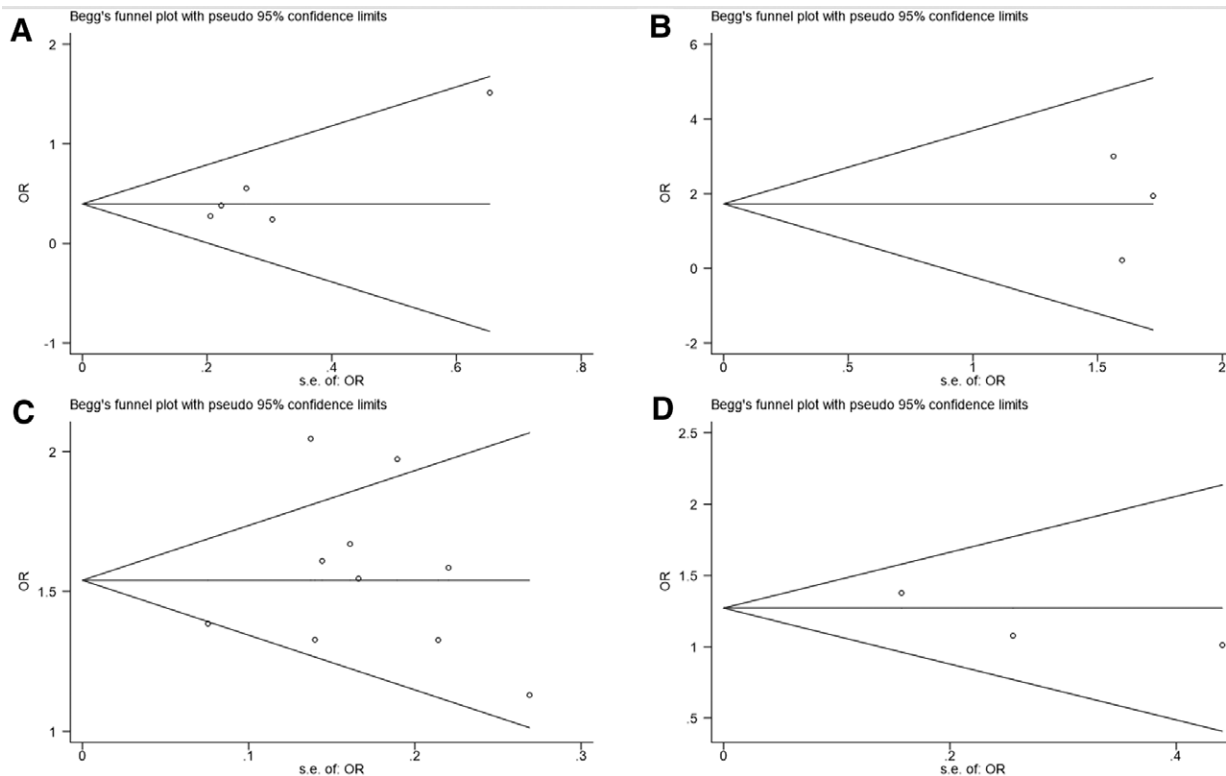 A
Begg's funnel plot with pseudo 95% confidence limits
2
1
0
-1
OR
0
.2
.4
.6
.8
s.e. of: OR
B
Begg's funnel plot with pseudo 95% confidence limits
6
4
2
0
-2
OR
0
.5
1
1.5
2
s.e. of: OR
C
Begg's funnel plot with pseudo 95% confidence limits
2
1.5
1
OR
0
.1
.2
.3
s.e. of: OR
D
Begg's funnel plot with pseudo 95% confidence limits
2.5
2
1.5
1
.5
OR
0
.2
.4
s.e. of: OR